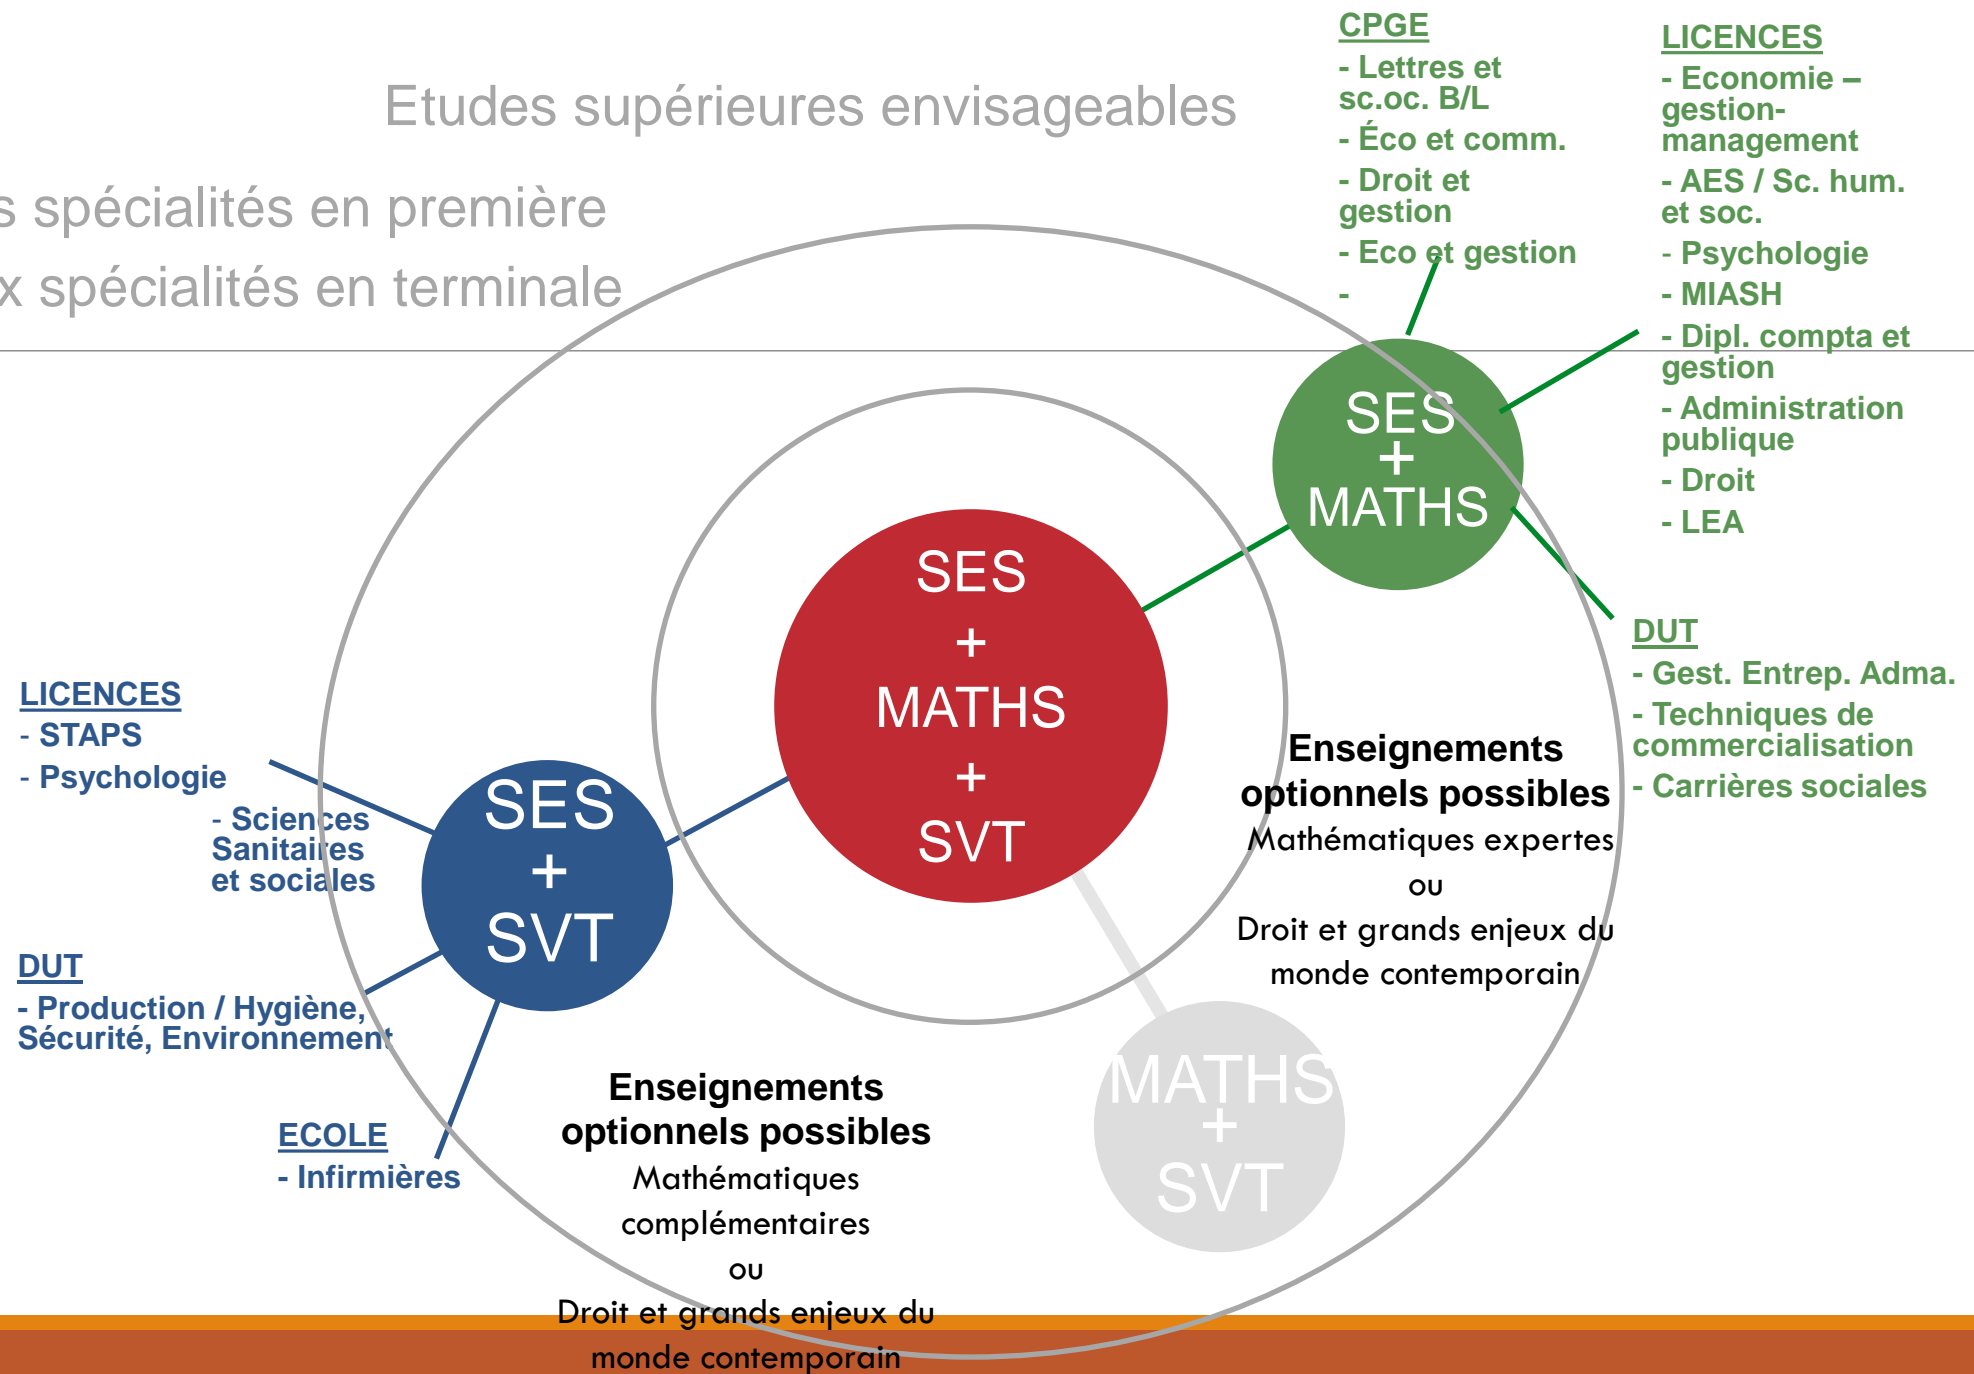 Etudes supérieures envisageables
s spécialités en première
x spécialités en terminale
CPGE
- Lettres et
sc.oc. B/L
- Éco et comm.
- Droit et
gestion
- Eco et gestion
-
LICENCES
- Economie –
gestion-
management
- AES / Sc. hum.
et soc.
- Psychologie
- MIASH
- Dipl. compta et
gestion
- Administration
publique
- Droit
- LEA
SES
+
MATHS
SES
+
MATHS
+
SVT
DUT
- Gest. Entrep. Adma.
- Techniques de
commercialisation
- Carrières sociales
Enseignements
optionnels possibles
Mathématiques expertes
ou
Droit et grands enjeux du
monde contemporain
LICENCES
- STAPS
- Psychologie
- Sciences
Sanitaires
et sociales
SES
+
SVT
DUT
- Production / Hygiène,
Sécurité, Environnement
ECOLE
- Infirmières
Enseignements
optionnels possibles
Mathématiques
complémentaires
ou
Droit et grands enjeux du
monde contemporain
MATHS
+
SVT